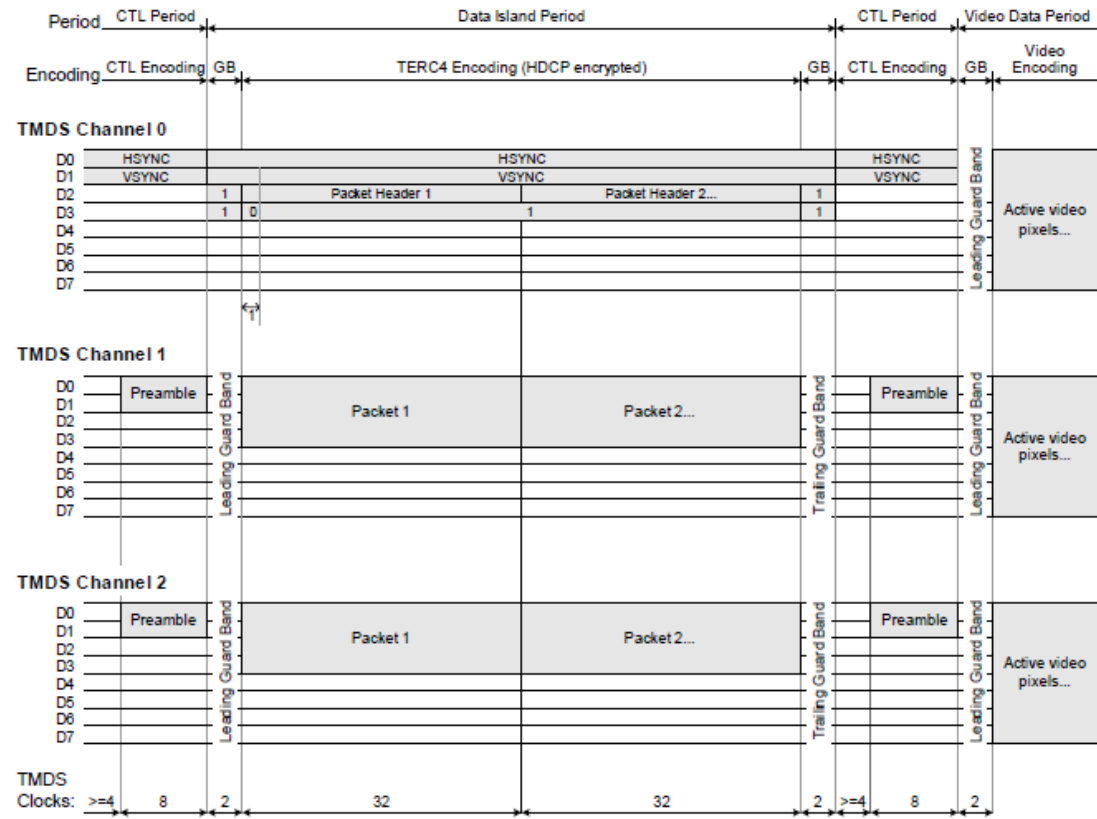 Period CTL Period Data Island Period CTL Period Video Data Period
Encoding CTL Encoding GB TERC4 Encoding (HDCP encrypted) GB CTL Encoding GB Video Encoding
TMDS Channel 0
D0 HSYNC HSYNC HSYNC
D1 VSYNC VSYNC VSYNC
D2 1 Packet Header 1 Packet Header 2... 1
D3 1 0 1 1
D4
D5
D6
D7
Leading Guard Band
Active video
pixels...
1
TMDS Channel 1
D0
D1
D2
D3
D4
D5
D6
D7
Preamble
Leading Guard Band
Packet 1
Packet 2...
Trailing Guard Band
Preamble
Leading Guard Band
Active video
pixels...
TMDS Channel 2
D0
D1
D2
D3
D4
D5
D6
D7
Preamble
Leading Guard Band
Packet 1
Packet 2...
Trailing Guard Band
Preamble
Leading Guard Band
Active video
pixels...
TMDS
Clocks: >=4 8 2 32 32 2 >=4 8 2